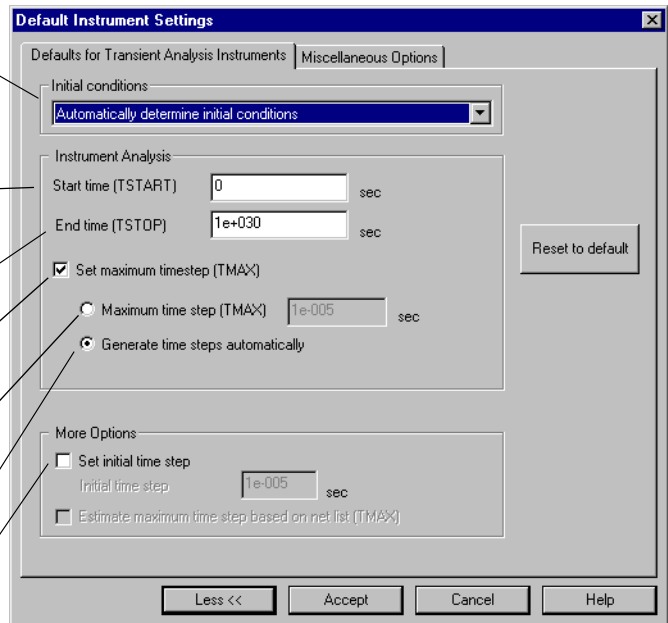 Default Instrument Settings
Defaults for Transient Analysis Instruments
Miscellaneous Options
Initial conditions
Automatically determine initial conditions
Instrument Analysis
Start time (TSTART) 0 sec
End time (TSTOP) 1e+030 sec
Reset to default
Set maximum timestep (TMAX)
Maximum time step (TMAX) 1e-005 sec
Generate time steps automatically
More Options
Set initial time step
Initial time step 1e-005 sec
Estimate maximum time step based on net list (TMAX)
Less << Accept Cancel Help